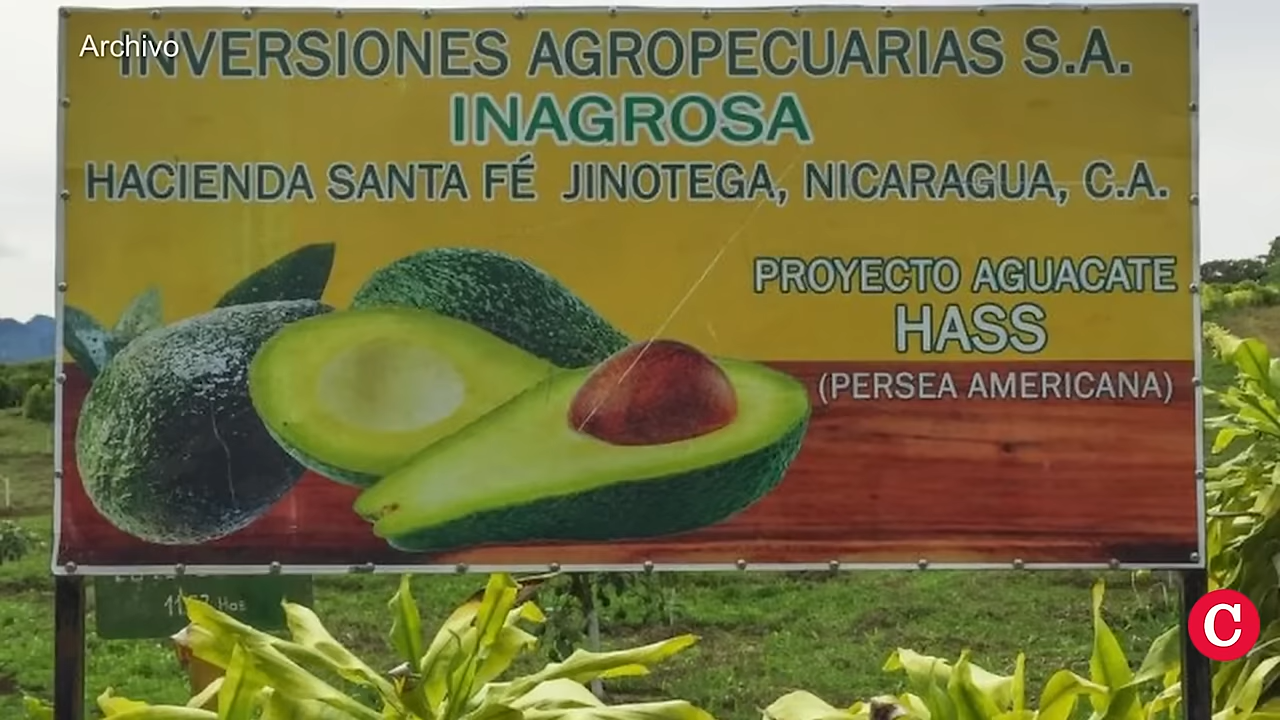 Archivo
INVERSIONES AGROPECUARIAS S.A.
INAGROSA
HACIENDA SANTA FÉ JINOTEGA, NICARAGUA, C.A.
PROYECTO AGUACATE
HASS
(PERSEA AMERICANA)
C